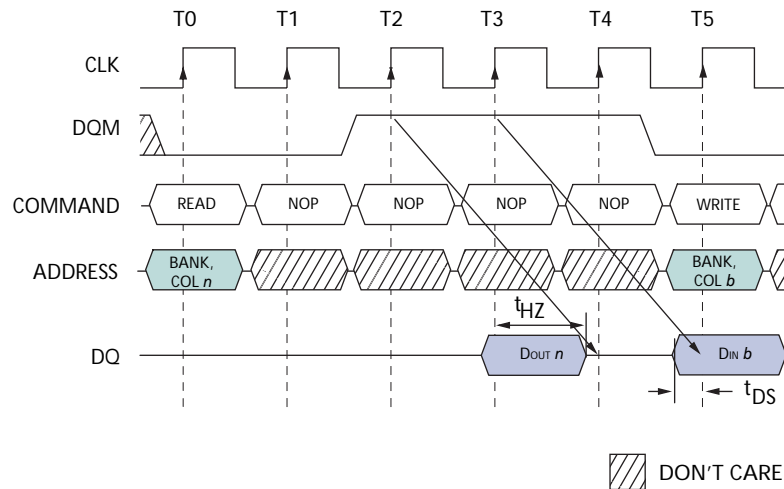 T0 T1 T2 T3 T4 T5
CLK
DQM
COMMAND READ NOP NOP NOP NOP WRITE
ADDRESS BANK, COL n BANK, COL b
tHZ
DQ DOUT n DIN b
tDS
DON'T CARE